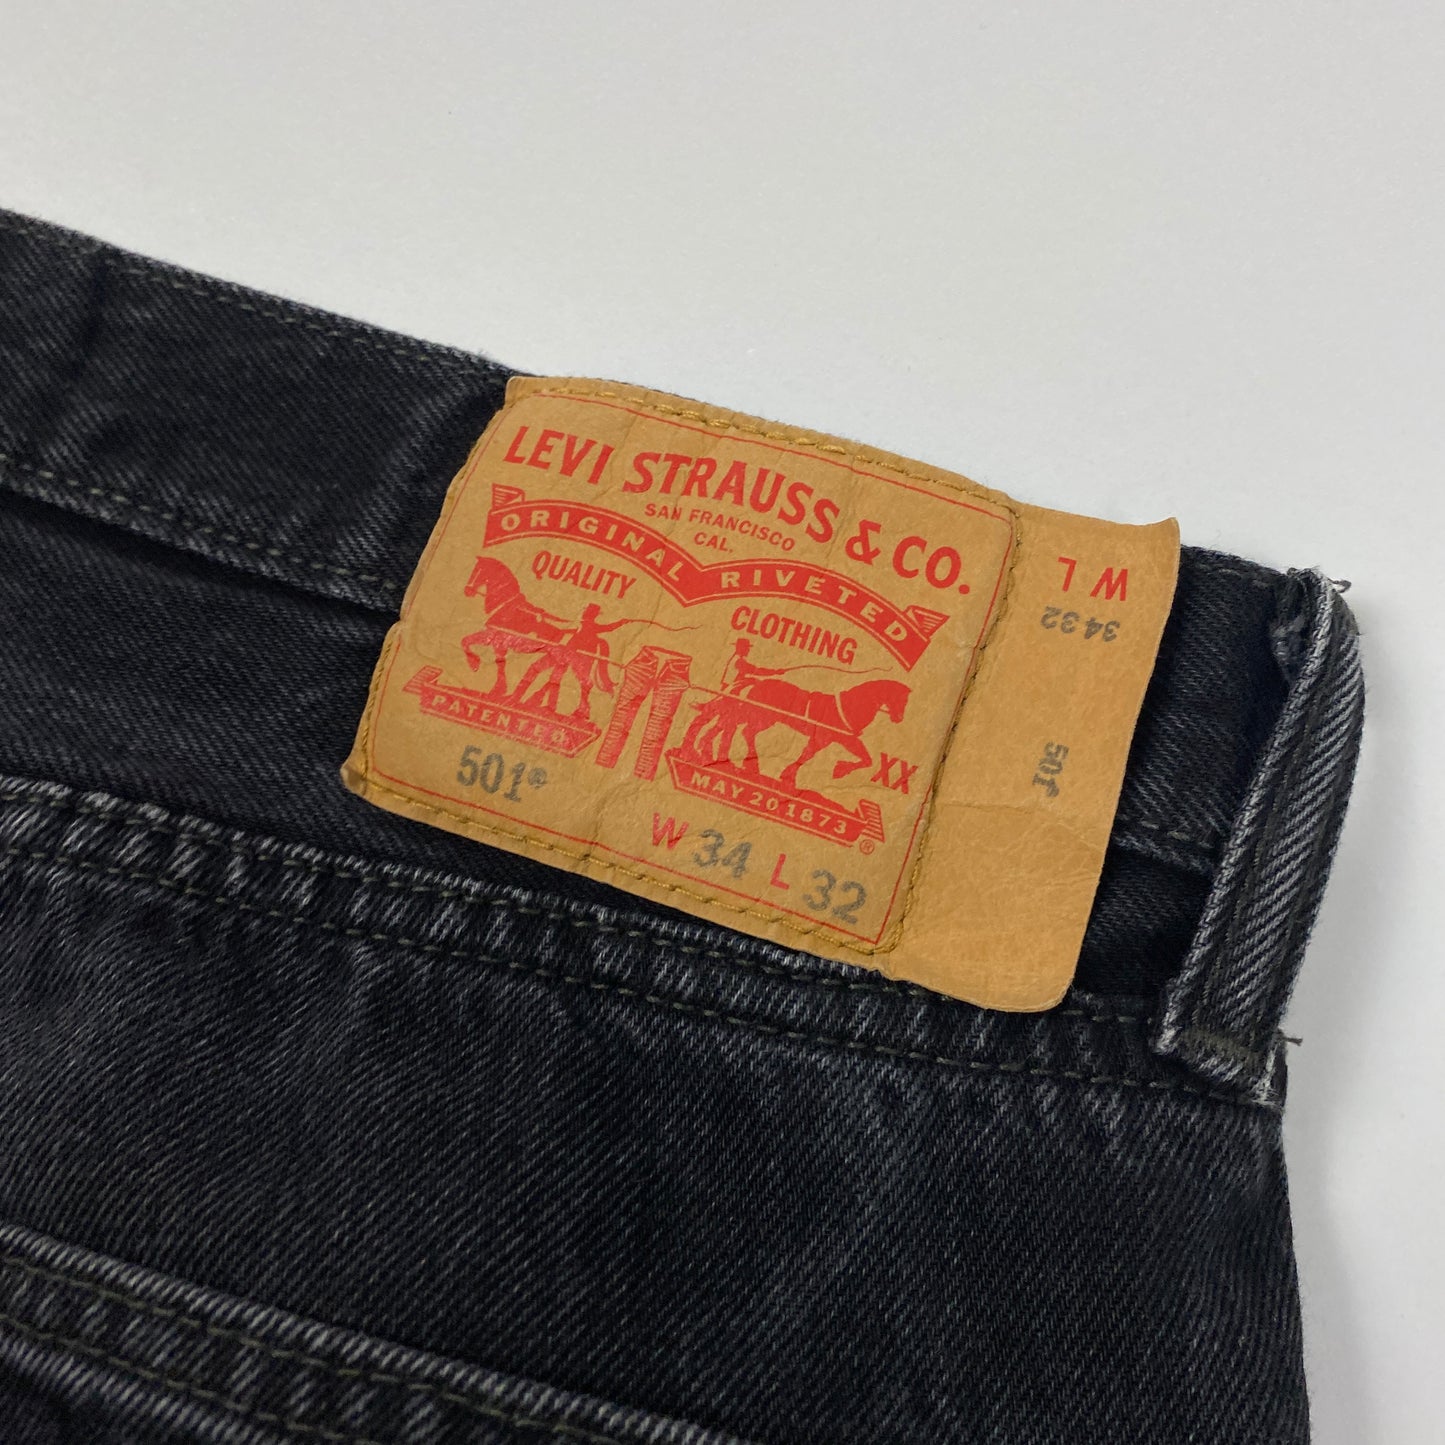 LEVI STRAUSS & CO.
SAN FRANCISCO
CAL.
ORIGINAL RIVETED
QUALITY
CLOTHING
PATENTED
XX
MAY 20 1873
®
501®
W 34 L 32
W L
34 32
501®